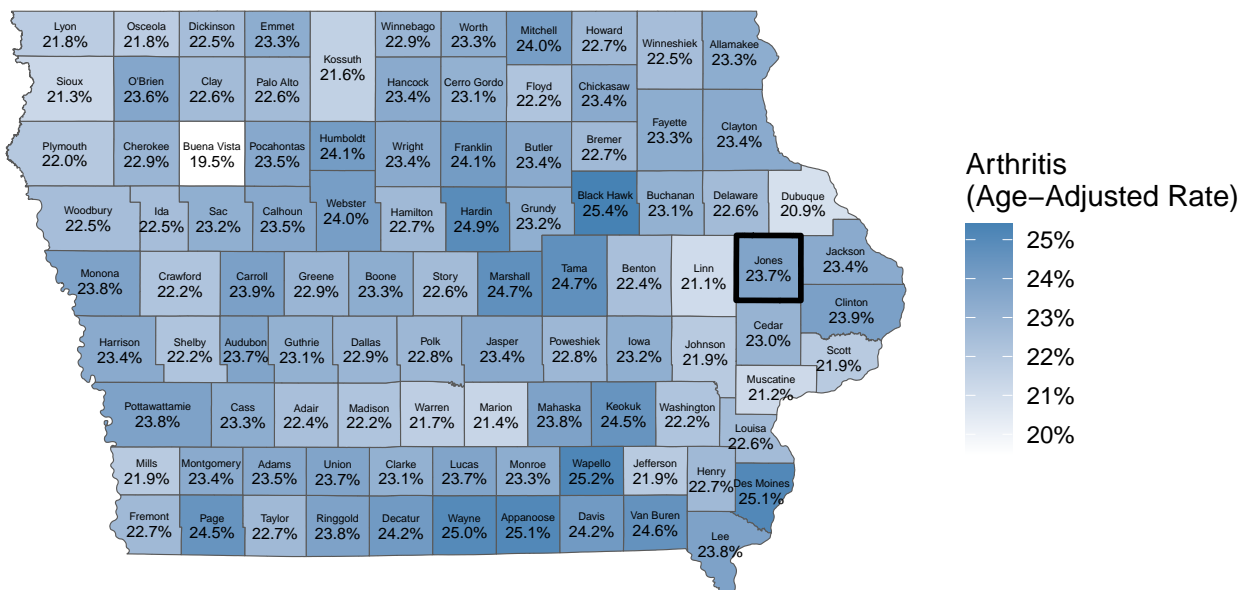 Lyon
21.8%
Osceola
21.8%
Dickinson
22.5%
Emmet
23.3%
Kossuth
21.6%
Winnebago
22.9%
Worth
23.3%
Mitchell
24.0%
Howard
22.7%
Winneshiek
22.5%
Allamakee
23.3%
Sioux
21.3%
O'Brien
23.6%
Clay
22.6%
Palo Alto
22.6%
Hancock
23.4%
Cerro Gordo
23.1%
Floyd
22.2%
Chickasaw
23.4%
Fayette
23.3%
Clayton
23.4%
Plymouth
22.0%
Cherokee
22.9%
Buena Vista
19.5%
Pocahontas
23.5%
Humboldt
24.1%
Wright
23.4%
Franklin
24.1%
Butler
23.4%
Bremer
22.7%
Woodbury
22.5%
Ida
22.5%
Sac
23.2%
Calhoun
23.5%
Webster
24.0%
Hamilton
22.7%
Hardin
24.9%
Grundy
23.2%
Black Hawk
25.4%
Buchanan
23.1%
Delaware
22.6%
Dubuque
20.9%
Monona
23.8%
Crawford
22.2%
Carroll
23.9%
Greene
22.9%
Boone
23.3%
Story
22.6%
Marshall
24.7%
Tama
24.7%
Benton
22.4%
Linn
21.1%
Jones
23.7%
Jackson
23.4%
Clinton
23.9%
Harrison
23.4%
Shelby
22.2%
Audubon
23.7%
Guthrie
23.1%
Dallas
22.9%
Polk
22.8%
Jasper
23.4%
Poweshiek
22.8%
Iowa
23.2%
Johnson
21.9%
Cedar
23.0%
Scott
21.9%
Muscatine
21.2%
Pottawattamie
23.8%
Cass
23.3%
Adair
22.4%
Madison
22.2%
Warren
21.7%
Marion
21.4%
Mahaska
23.8%
Keokuk
24.5%
Washington
22.2%
Louisa
22.6%
Mills
21.9%
Montgomery
23.4%
Adams
23.5%
Union
23.7%
Clarke
23.1%
Lucas
23.7%
Monroe
23.3%
Wapello
25.2%
Jefferson
21.9%
Henry
22.7%
Des Moines
25.1%
Fremont
22.7%
Page
24.5%
Taylor
22.7%
Ringgold
23.8%
Decatur
24.2%
Wayne
25.0%
Appanoose
25.1%
Davis
24.2%
Van Buren
24.6%
Lee
23.8%
Arthritis
(Age−Adjusted Rate)
25%
24%
23%
22%
21%
20%